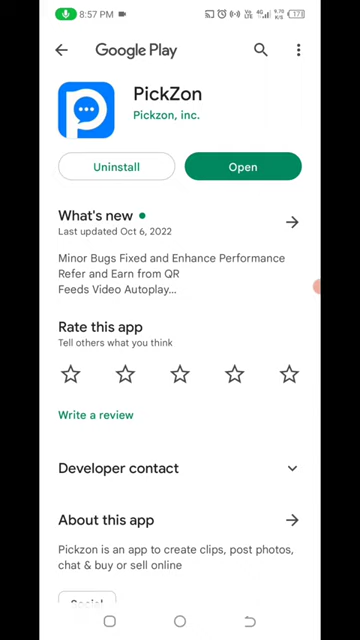 8:57 PM
Google Play
PickZon
Pickzon, inc.
Uninstall
Open
What's new
Last updated Oct 6, 2022
Minor Bugs Fixed and Enhance Performance
Refer and Earn from QR
Feeds Video Autoplay...
Rate this app
Tell others what you think
Write a review
Developer contact
About this app
Pickzon is an app to create clips, post photos,
chat & buy or sell online
Social